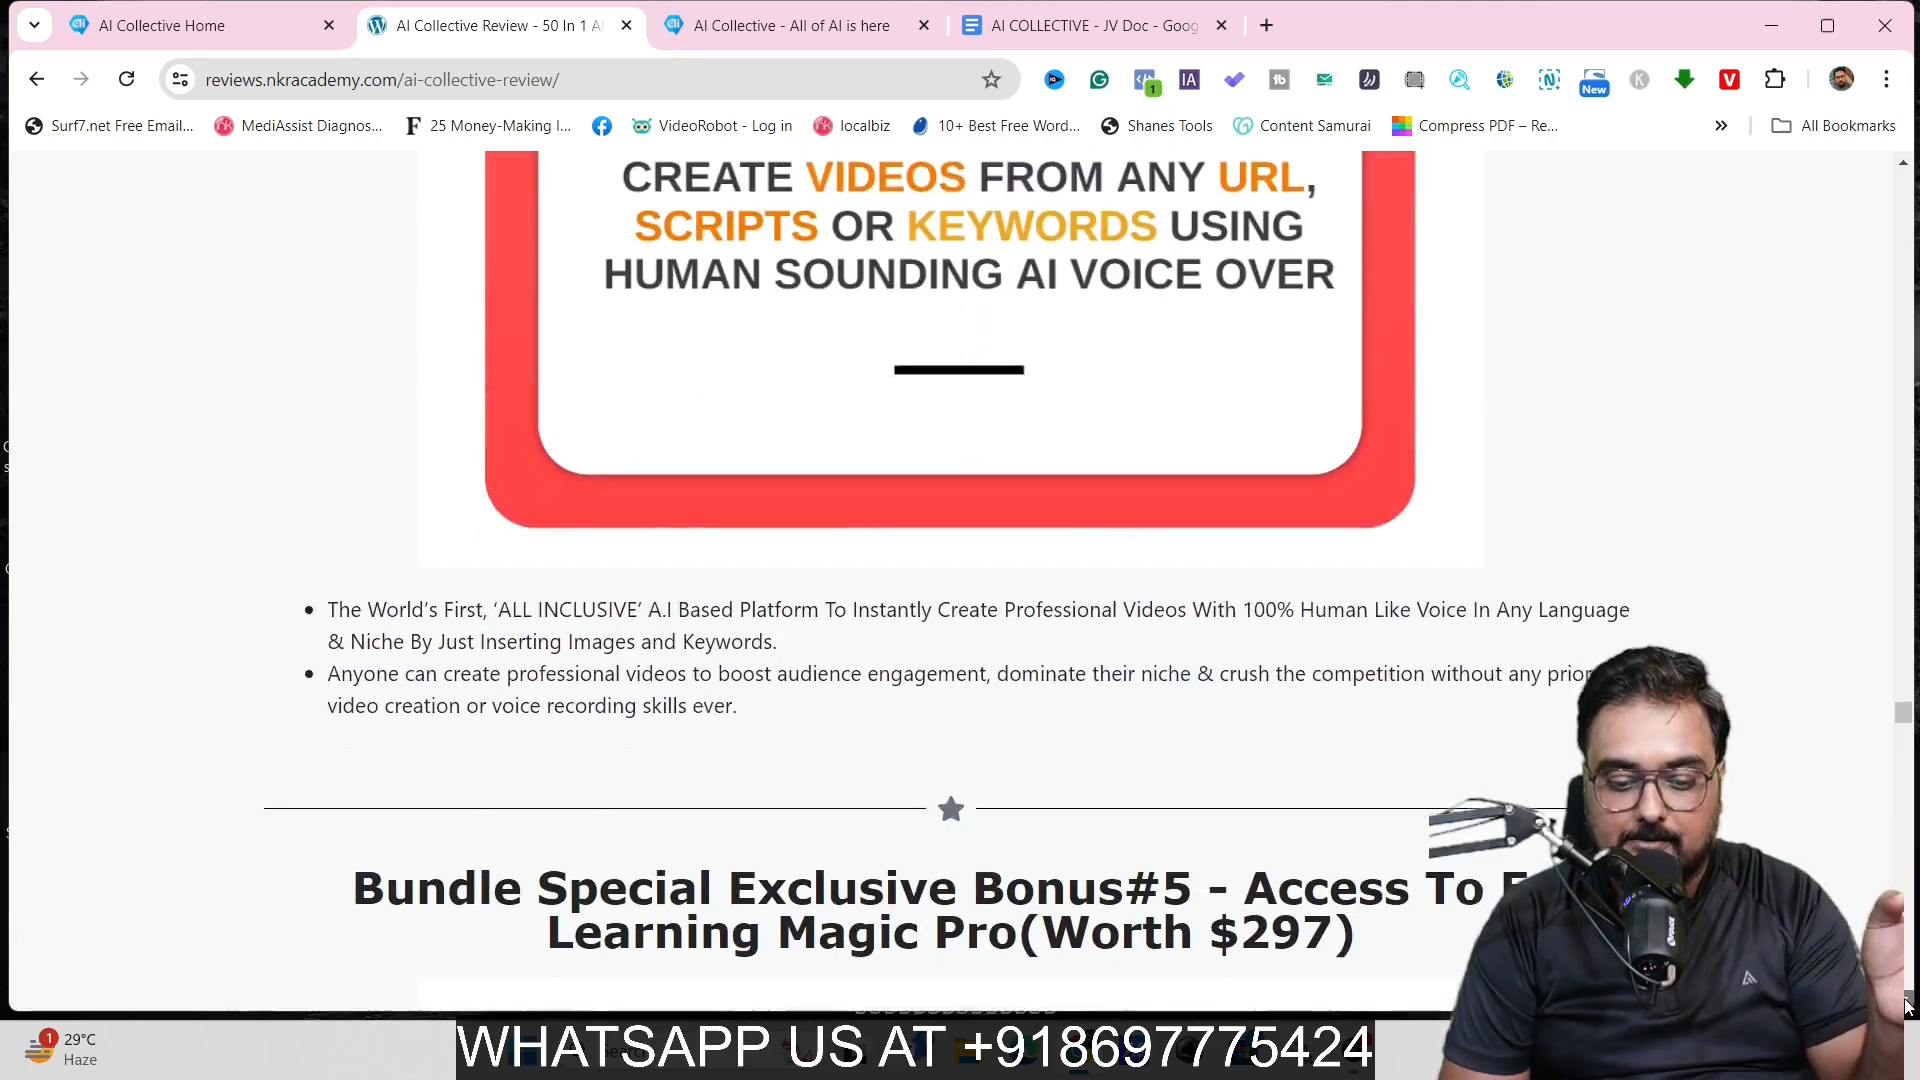 AI Collective Home
AI Collective Review - 50 In 1 A
AI Collective - All of AI is here
AI COLLECTIVE - JV Doc - Goog
reviews.nkracademy.com/ai-collective-review/
IA
1
tb
New
N
K
V
Surf7.net Free Email...
MediAssist Diagnos...
25 Money-Making I...
VideoRobot - Log in
localbiz
10+ Best Free Word...
Shanes Tools
Content Samurai
Compress PDF – Re...
All Bookmarks
CREATE VIDEOS FROM ANY URL,
SCRIPTS OR KEYWORDS USING
HUMAN SOUNDING AI VOICE OVER
The World’s First, ‘ALL INCLUSIVE’ A.I Based Platform To Instantly Create Professional Videos With 100% Human Like Voice In Any Language
& Niche By Just Inserting Images and Keywords.
Anyone can create professional videos to boost audience engagement, dominate their niche & crush the competition without any prior
video creation or voice recording skills ever.
Bundle Special Exclusive Bonus#5 - Access To
Learning Magic Pro(Worth $297)
1
29°C
Haze
WHATSAPP US AT +918697775424